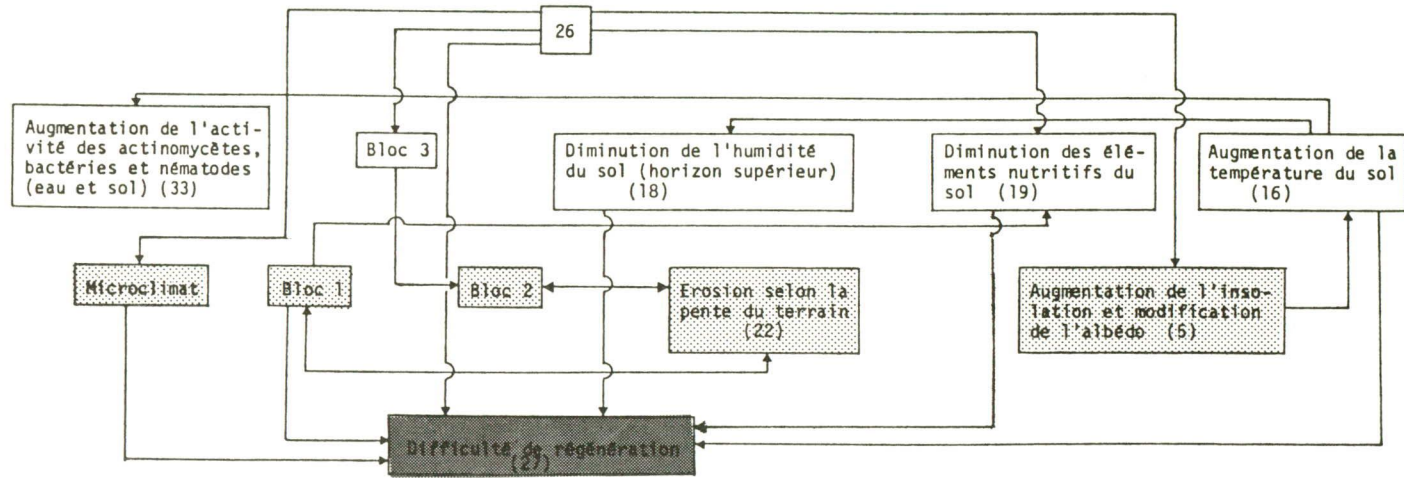 26
Augmentation de l'acti-
vité des actinomycètes,
bactéries et nématodes
(eau et sol) (33)
Bloc 3
Diminution de l'humidité
du sol (horizon supérieur)
(18)
Diminution des élé-
ments nutritifs du
sol (19)
Augmentation de la
température du sol
(16)
Microclimat
Bloc 1
Bloc 2
Erosion selon la
pente du terrain
(22)
Augmentation de l'inso-
lation et modification
de l'albédo (5)
Difficulté de régénération
(27)